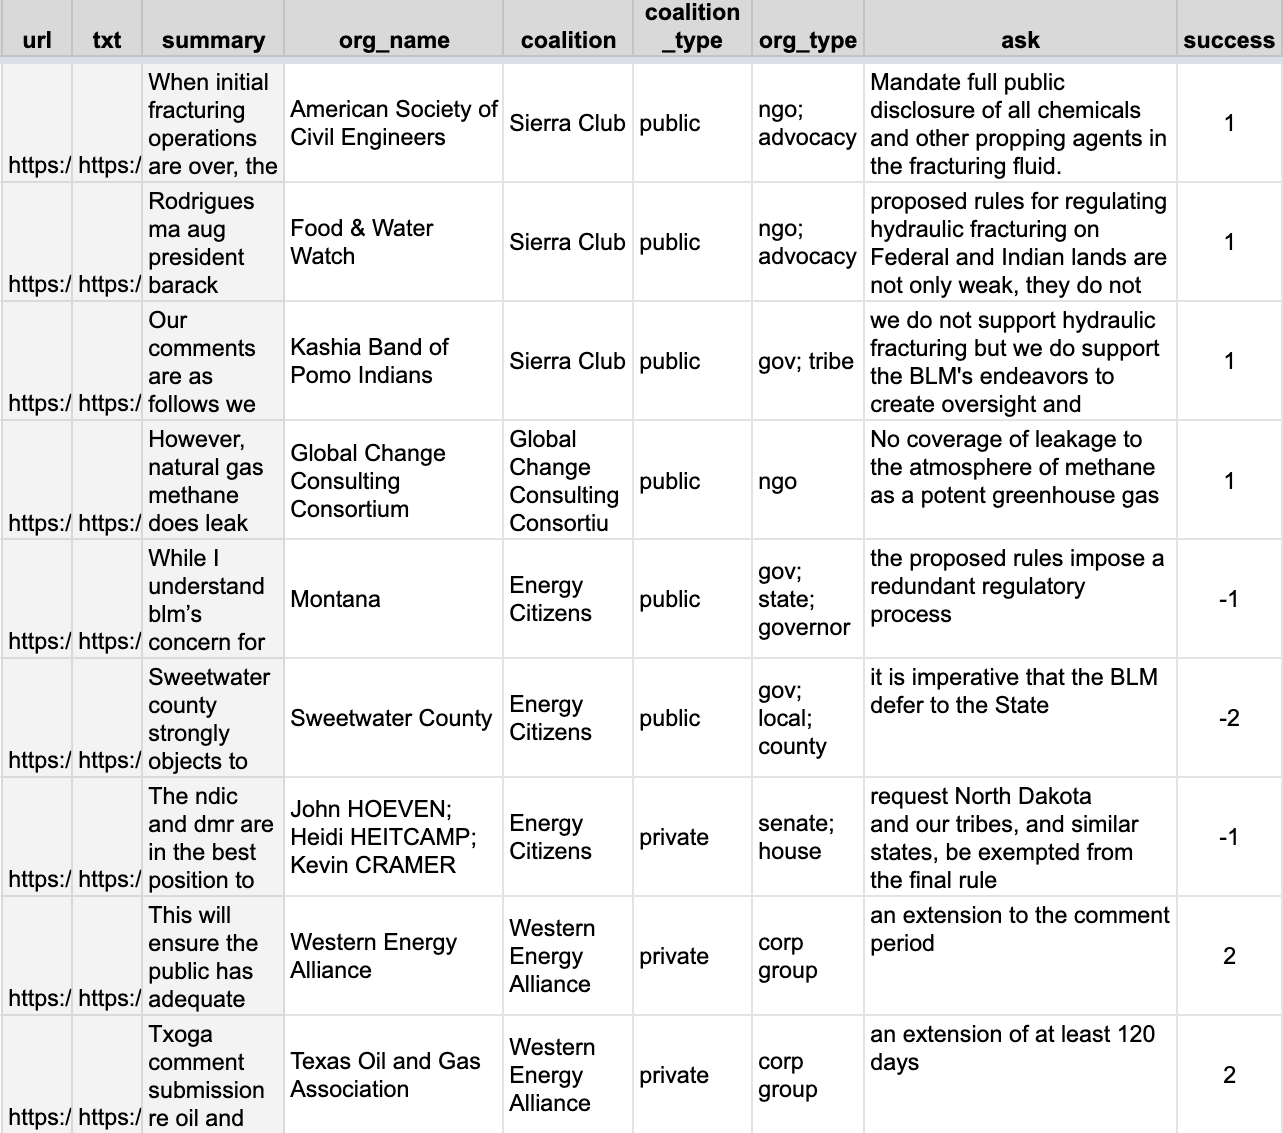 url txt summary org_name coalition coalition _type org_type ask success
https:/ https:/ When initial fracturing operations are over, the American Society of Civil Engineers Sierra Club public ngo; advocacy Mandate full public disclosure of all chemicals and other propping agents in the fracturing fluid. 1
https:/ https:/ Rodrigues ma aug president barack Food & Water Watch Sierra Club public ngo; advocacy proposed rules for regulating hydraulic fracturing on Federal and Indian lands are not only weak, they do not 1
https:/ https:/ Our comments are as follows we Kashia Band of Pomo Indians Sierra Club public gov; tribe we do not support hydraulic fracturing but we do support the BLM's endeavors to create oversight and 1
https:/ https:/ However, natural gas methane does leak Global Change Consulting Consortium Global Change Consulting Consortiu public ngo No coverage of leakage to the atmosphere of methane as a potent greenhouse gas 1
https:/ https:/ While I understand blm’s concern for Montana Energy Citizens public gov; state; governor the proposed rules impose a redundant regulatory process -1
https:/ https:/ Sweetwater county strongly objects to Sweetwater County Energy Citizens public gov; local; county it is imperative that the BLM defer to the State -2
https:/ https:/ The ndic and dmr are in the best position to John HOEVEN; Heidi HEITCAMP; Kevin CRAMER Energy Citizens private senate; house request North Dakota and our tribes, and similar states, be exempted from the final rule -1
https:/ https:/ This will ensure the public has adequate Western Energy Alliance Western Energy Alliance private corp group an extension to the comment period 2
https:/ https:/ Txoga comment submission re oil and Texas Oil and Gas Association Western Energy Alliance private corp group an extension of at least 120 days 2